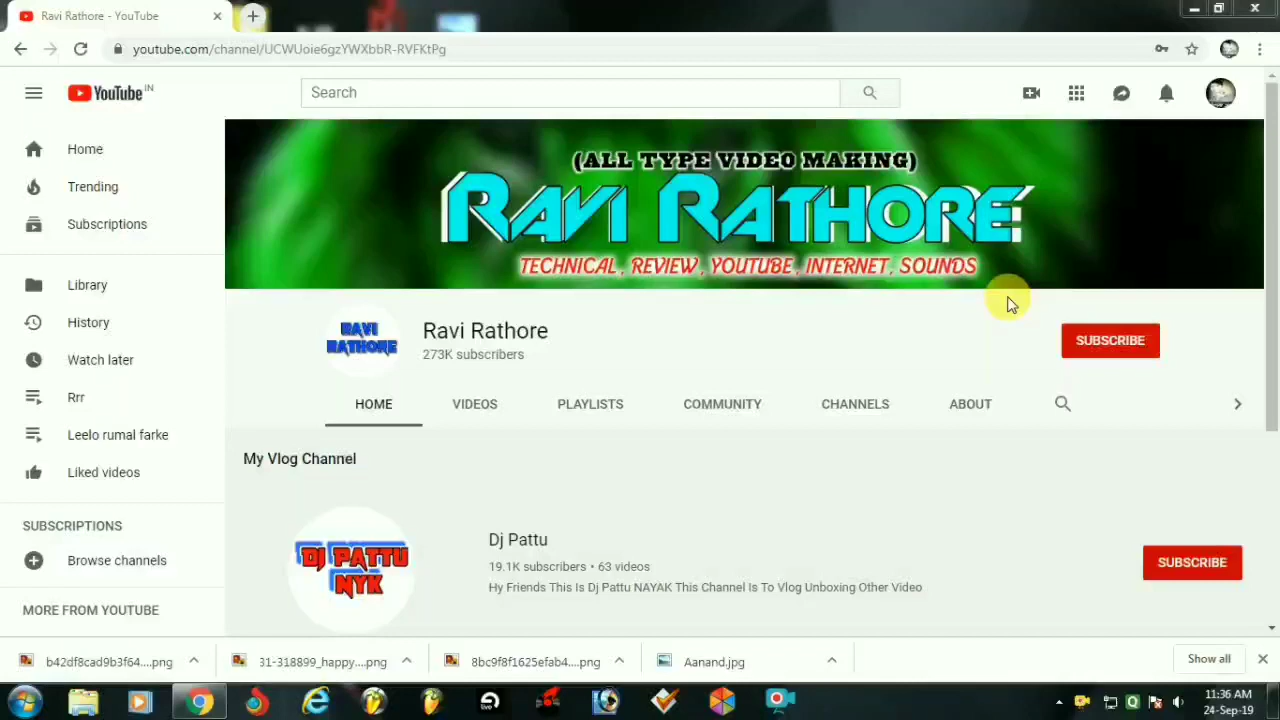 Ravi Rathore - YouTube
youtube.com/channel/UCWUoie6gzYWXbbR-RVFKtPg
YouTube IN
Search
Home
Trending
Subscriptions
Library
History
Watch later
Rrr
Leelo rumal farke
Liked videos
SUBSCRIPTIONS
Browse channels
MORE FROM YOUTUBE
(ALL TYPE VIDEO MAKING)
RAVI RATHORE
TECHNICAL , REVIEW, YOUTUBE , INTERNET, SOUNDS
RAVI
RATHORE
Ravi Rathore
273K subscribers
SUBSCRIBE
HOME VIDEOS PLAYLISTS COMMUNITY CHANNELS ABOUT
My Vlog Channel
DJ PATTU
NYK
Dj Pattu
19.1K subscribers • 63 videos
Hy Friends This Is Dj Pattu NAYAK This Channel Is To Vlog Unboxing Other Video
SUBSCRIBE
b42df8cad9b3f64....png 31-318899_happy....png 8bc9f8f1625efab4....png Aanand.jpg Show all
11:36 AM
24-Sep-19